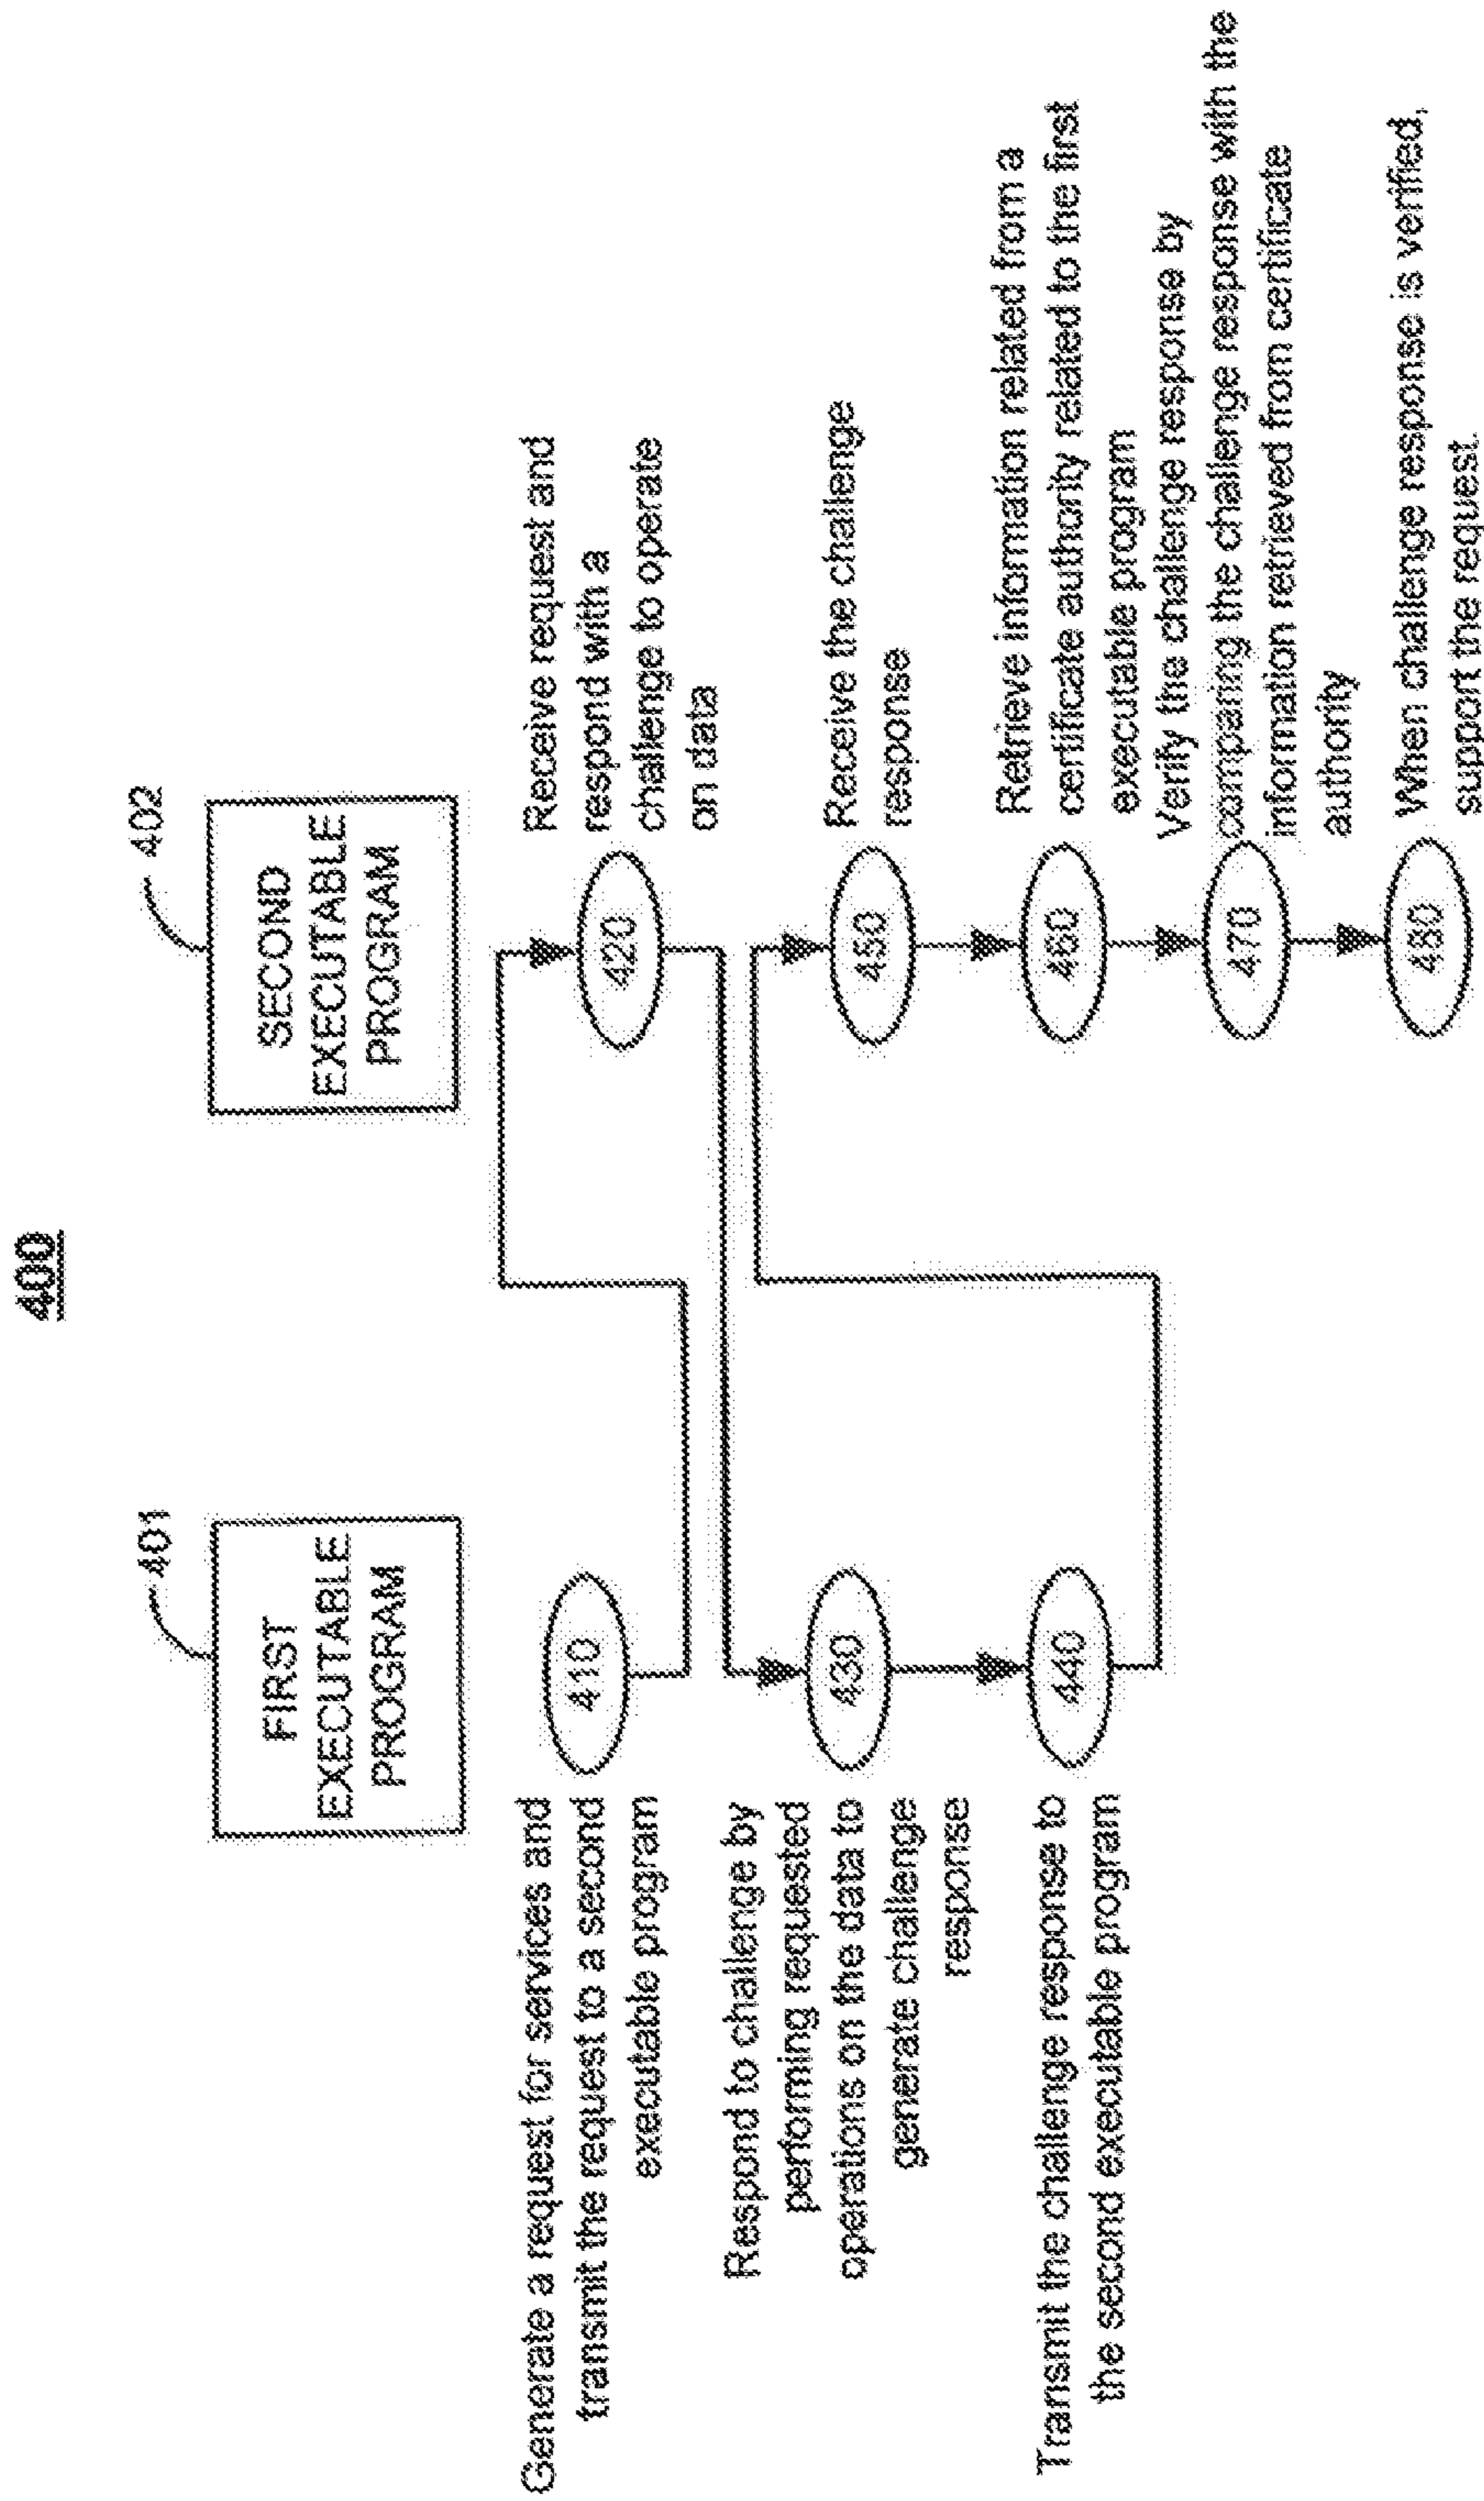 400
401
FIRST
EXECUTABLE
PROGRAM
402
SECOND
EXECUTABLE
PROGRAM
Generate a request for services and
transmit the request to a second
executable program
410
420
Receive request and
respond with a
challenge to operate
on data
Respond to challenge by
performing requested
operations on the data to
generate challenge
response
430
Transmit the challenge response to
the second executable program
440
450
Receive the challenge
response
460
Retrieve information related from a
certificate authority related to the first
executable program
470
Verify the challenge response by
comparing the challenge response with the
information retrieved from certificate
authority
480
When challenge response is verified,
support the request.